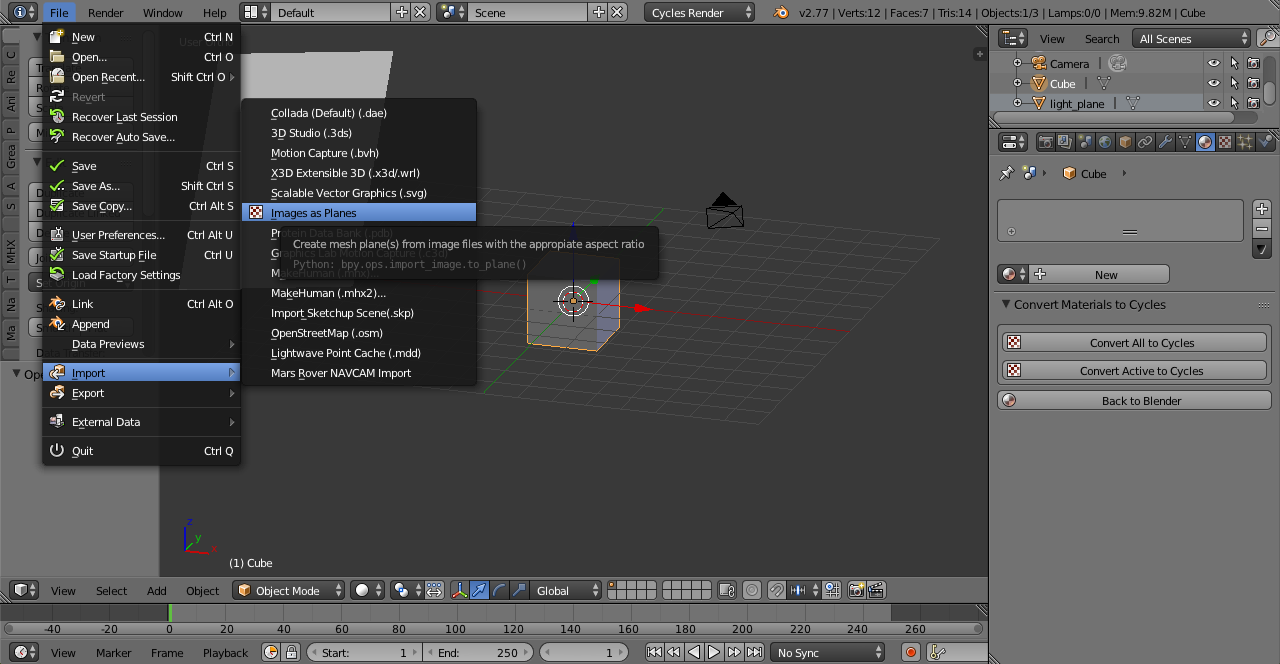 File Render Window Help Default Scene Cycles Render v2.77 | Verts:12 | Faces:7 | Tris:14 | Objects:1/3 | Lamps:0/0 | Mem:9.82M | Cube
New Ctrl N
Open... Ctrl O
Open Recent... Shift Ctrl O
Revert
Recover Last Session
Recover Auto Save...
Save Ctrl S
Save As... Shift Ctrl S
Save Copy... Ctrl Alt S
User Preferences... Ctrl Alt U
Save Startup File Ctrl U
Load Factory Settings
Link Ctrl Alt O
Append
Data Previews
Import
Export
External Data
Quit Ctrl Q
Collada (Default) (.dae)
3D Studio (.3ds)
Motion Capture (.bvh)
X3D Extensible 3D (.x3d/.wrl)
Scalable Vector Graphics (.svg)
Images as Planes
Protein Data Bank (.pdb)
Graphics Lab Motion Capture (.c3d)
MakeHuman (.mhx)...
MakeHuman (.mhx2)...
Import Sketchup Scene(.skp)
OpenStreetMap (.osm)
Lightwave Point Cache (.mdd)
Mars Rover NAVCAM Import
Create mesh plane(s) from image files with the appropiate aspect ratio
Python: bpy.ops.import_image.to_plane()
User Ortho
C
Re
Ani
P
Grea
A
S
MHX
T
Na
Ma
z
y
x
(1) Cube
View Select Add Object Object Mode Global
-40 -20 0 20 40 60 80 100 120 140 160 180 200 220 240 260
View Marker Frame Playback Start: 1 End: 250 1 No Sync
View Search All Scenes
Camera
Cube
light_plane
Cube
New
Convert Materials to Cycles
Convert All to Cycles
Convert Active to Cycles
Back to Blender